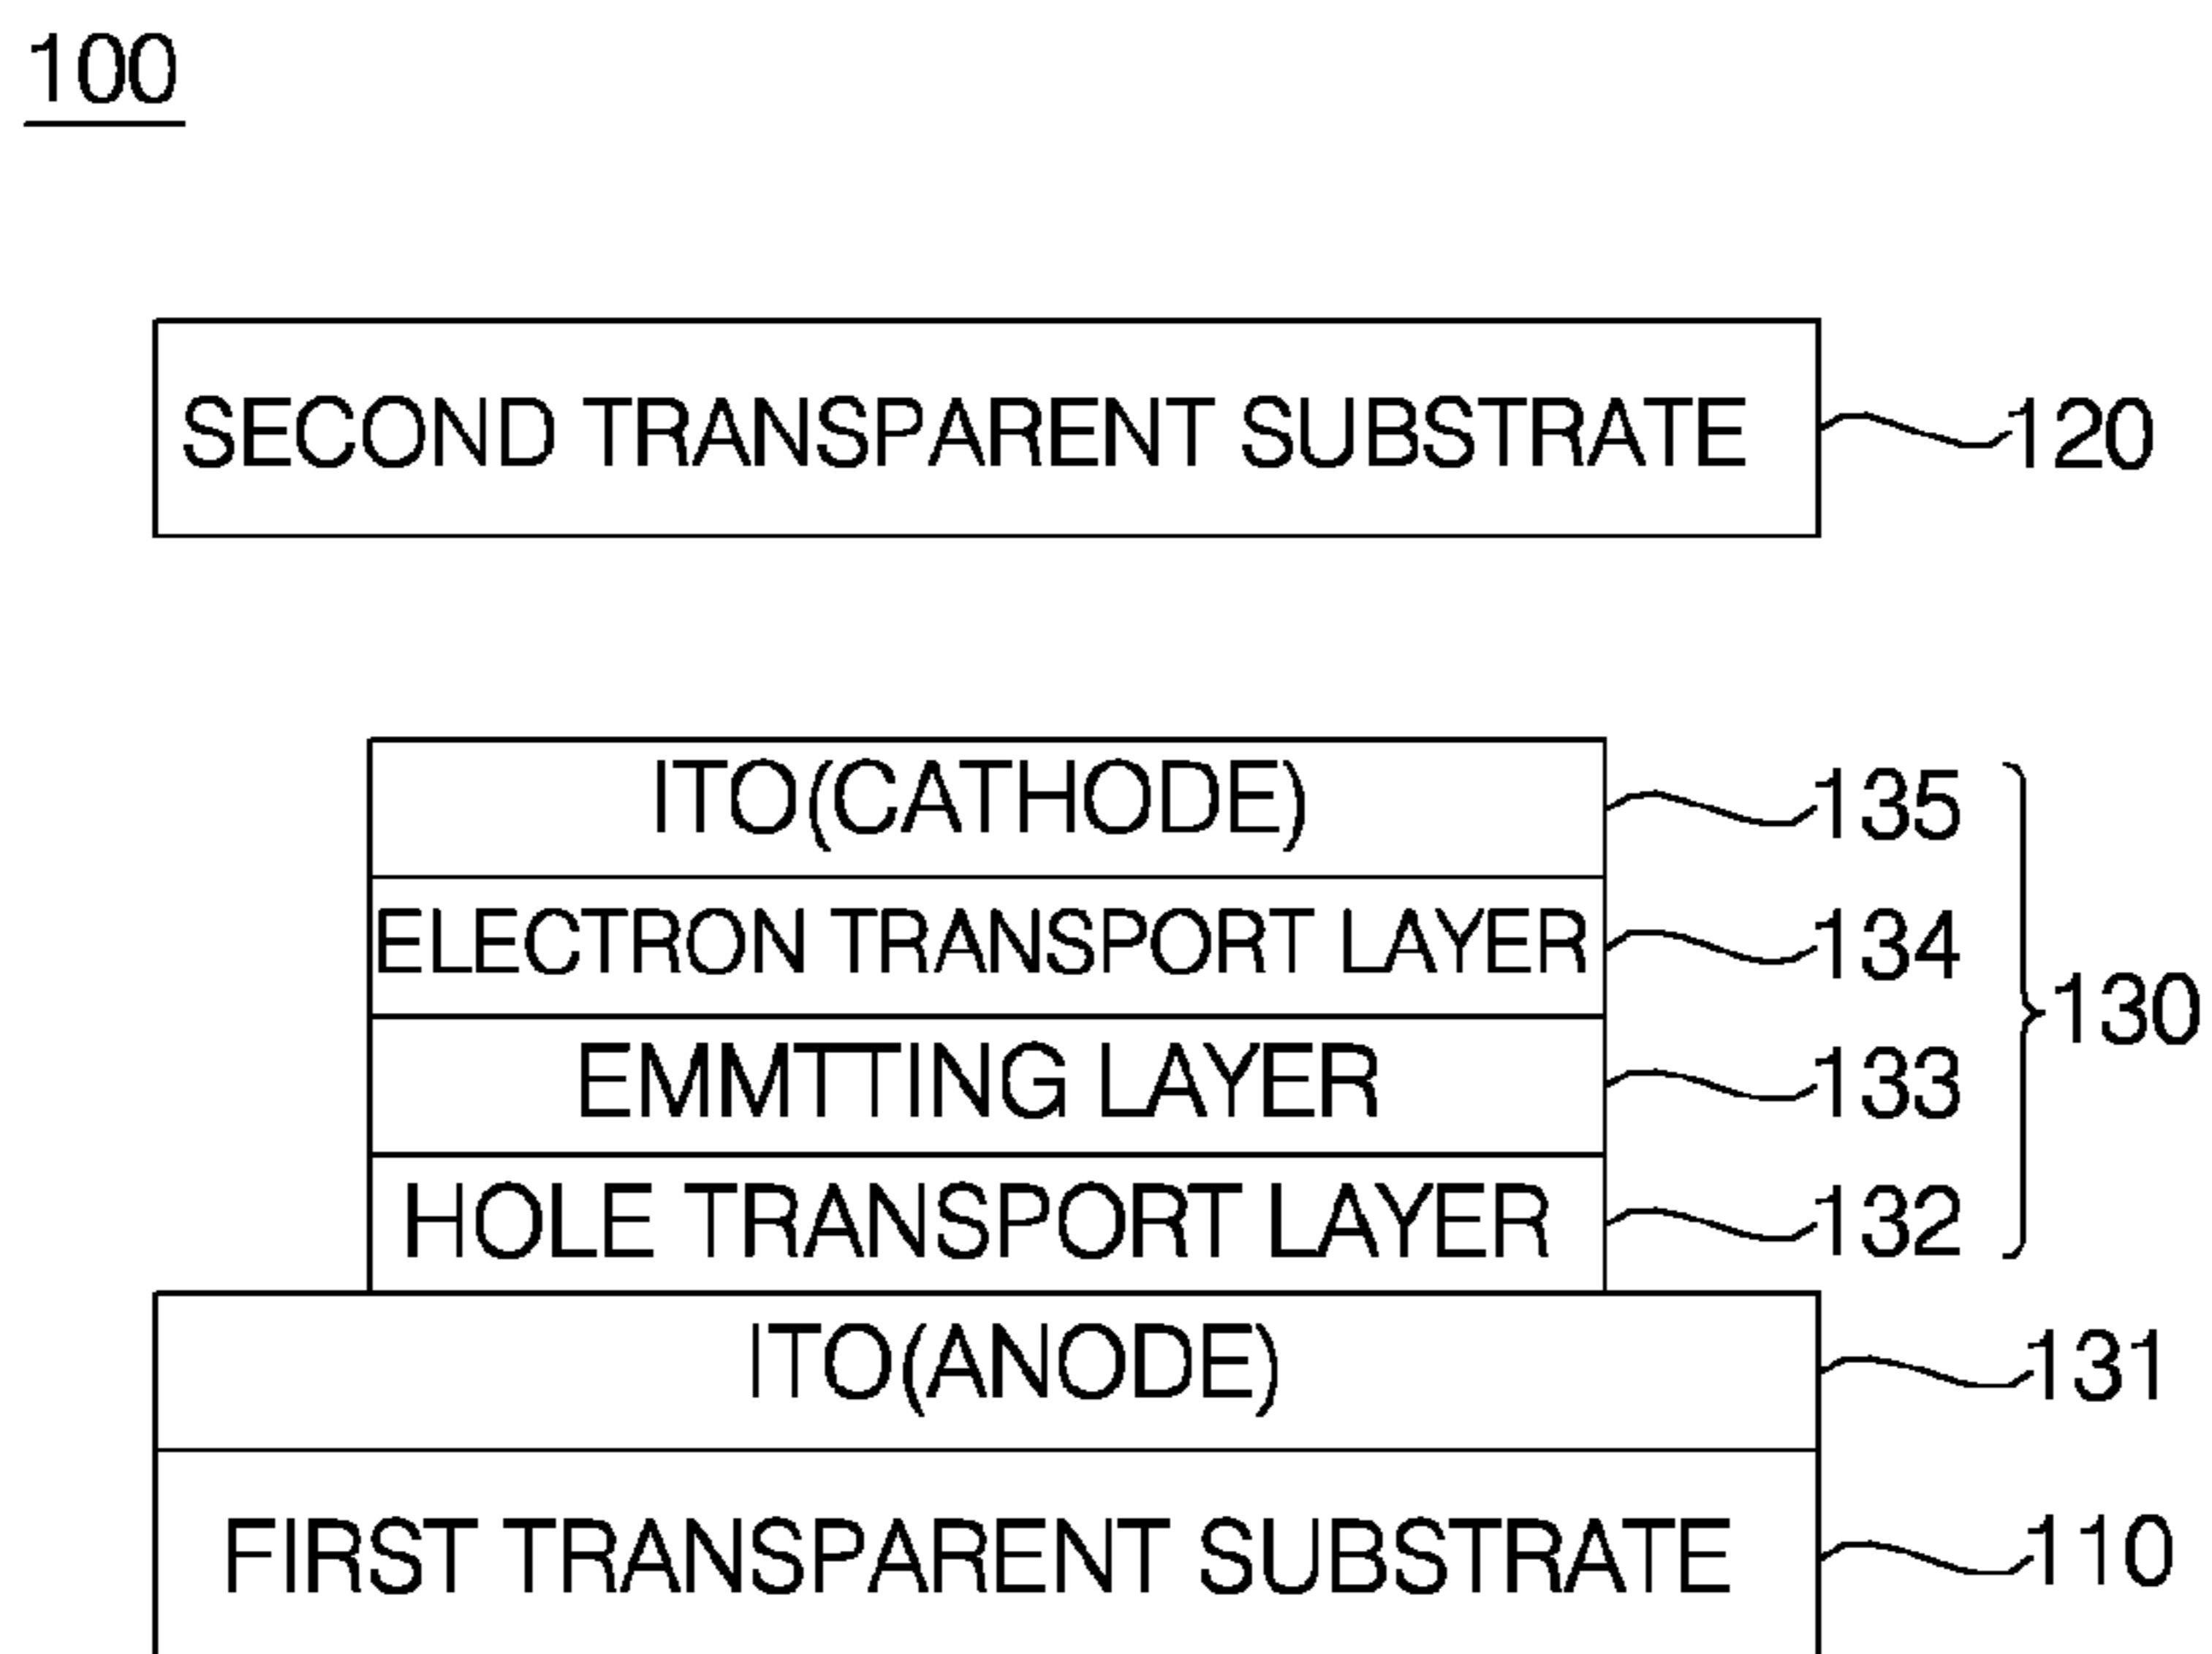 100
SECOND TRANSPARENT SUBSTRATE 120
ITO(CATHODE) 135
ELECTRON TRANSPORT LAYER 134
130
EMMTTING LAYER 133
HOLE TRANSPORT LAYER 132
ITO(ANODE) 131
FIRST TRANSPARENT SUBSTRATE 110